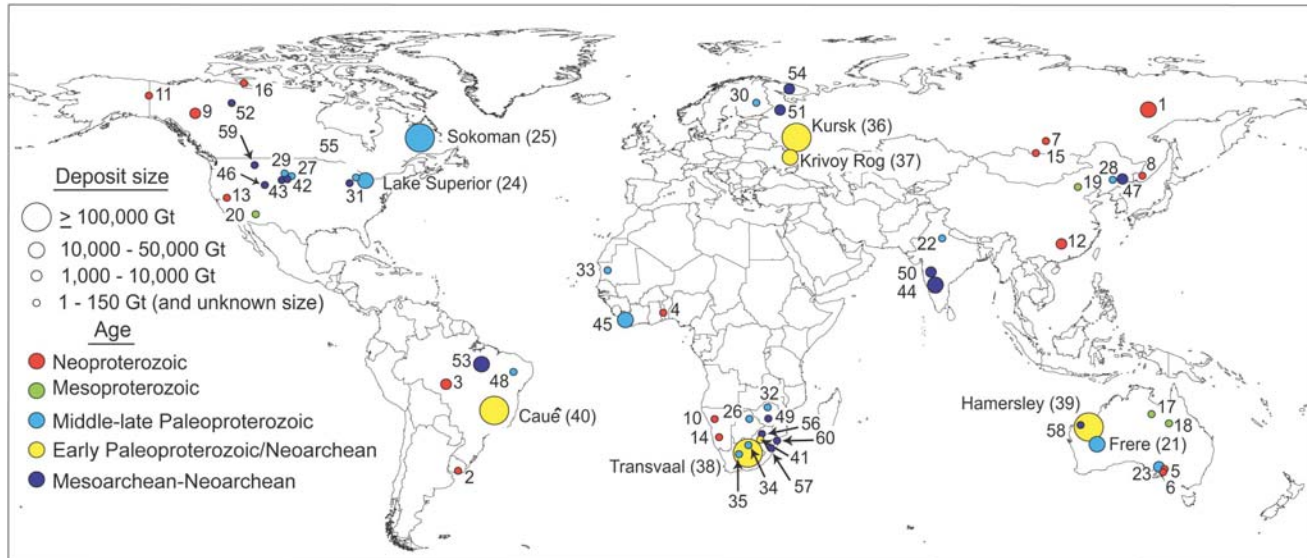 11
16
9
52
59
55
Sokoman (25)
29
27
46
43
42
31
Lake Superior (24)
13
20
Deposit size
≥ 100,000 Gt
10,000 - 50,000 Gt
1,000 - 10,000 Gt
1 - 150 Gt (and unknown size)
Age
Neoproterozoic
Mesoproterozoic
Middle-late Paleoproterozoic
Early Paleoproterozoic/Neoarchean
Mesoarchean-Neoarchean
53
48
3
Cauê (40)
2
54
30
51
Kursk (36)
Krivoy Rog (37)
1
7
15
28
8
19
47
12
22
50
44
33
45
4
32
10
26
49
56
14
60
41
Transvaal (38)
57
35
34
Hamersley (39)
17
18
58
Frere (21)
23
5
6